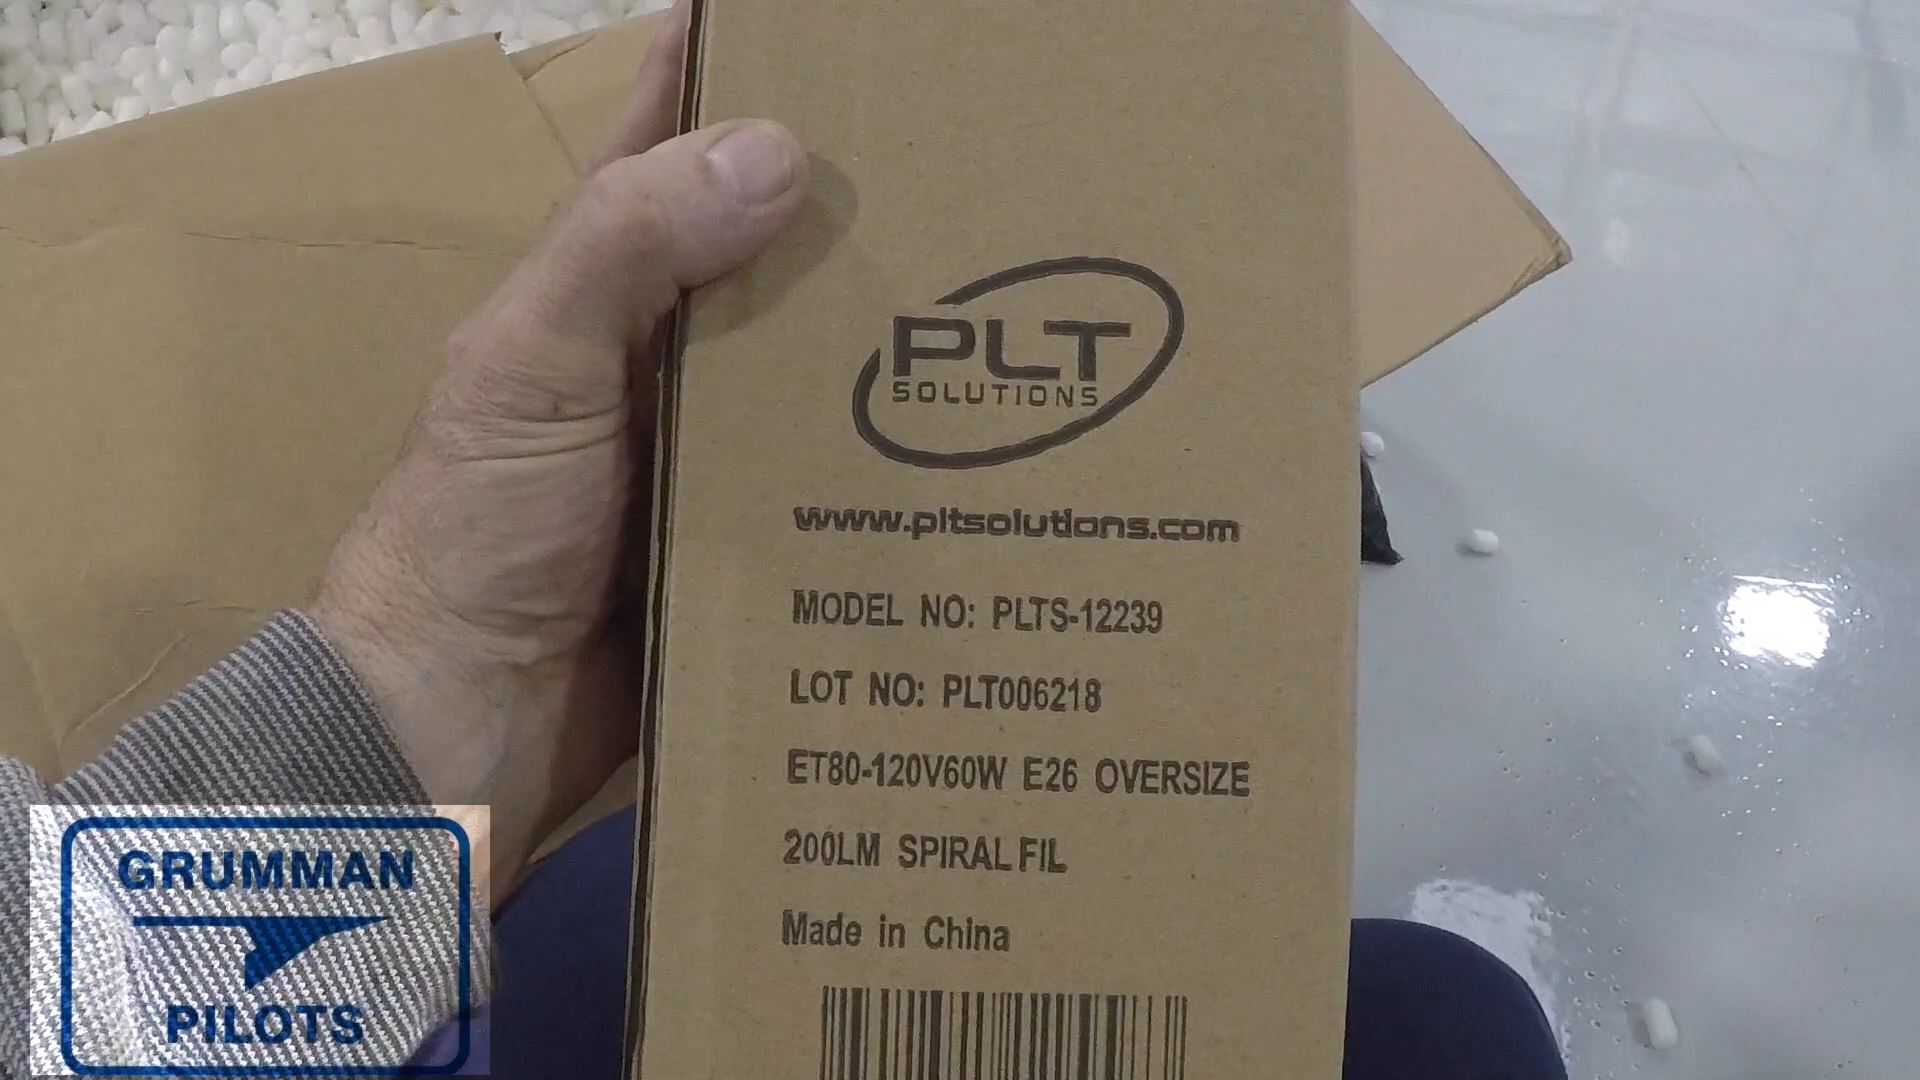 PLT
SOLUTIONS
www.pltsolutions.com
MODEL NO: PLTS-12239
LOT NO: PLT006218
ET80-120V60W E26 OVERSIZE
200LM SPIRAL FIL
Made in China
GRUMMAN
PILOTS